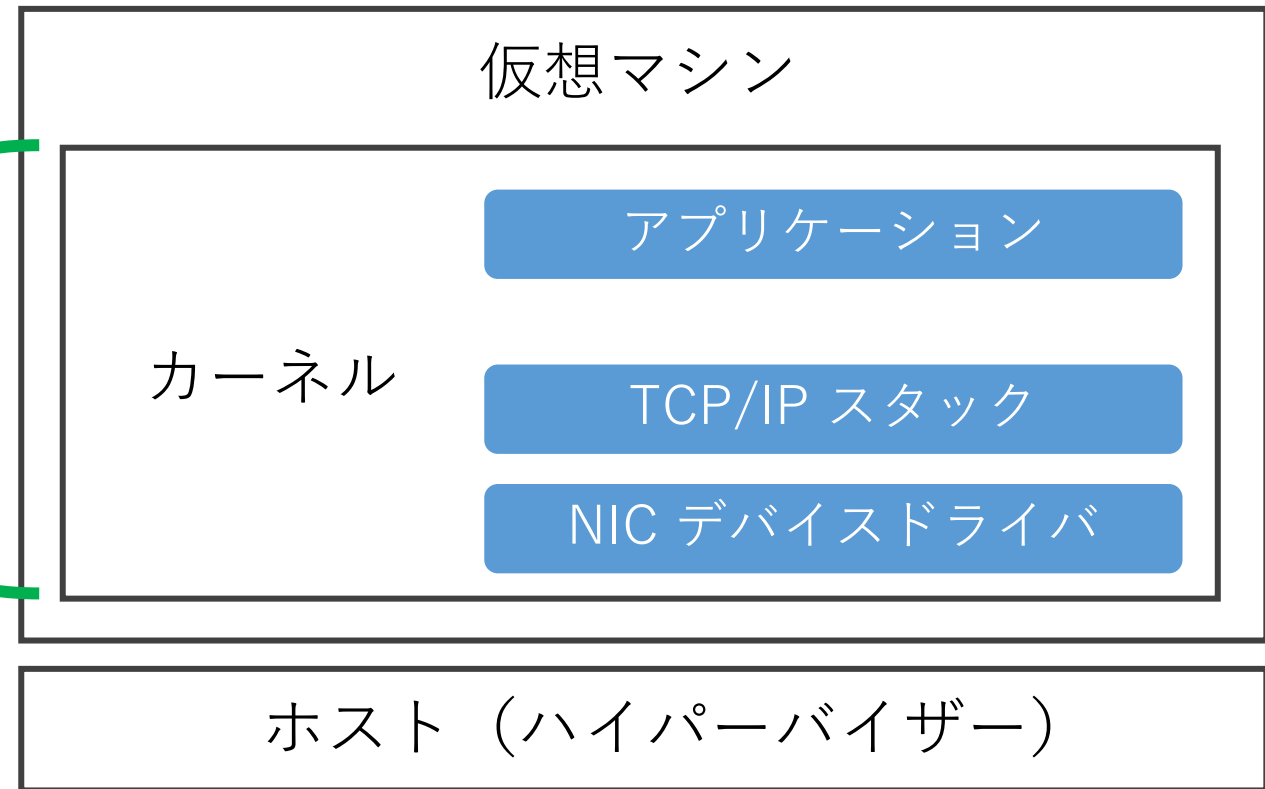 仮想マシン
アプリケーション
カーネル
TCP/IP スタック
NIC デバイスドライバ
ホスト（ハイパーバイザー）